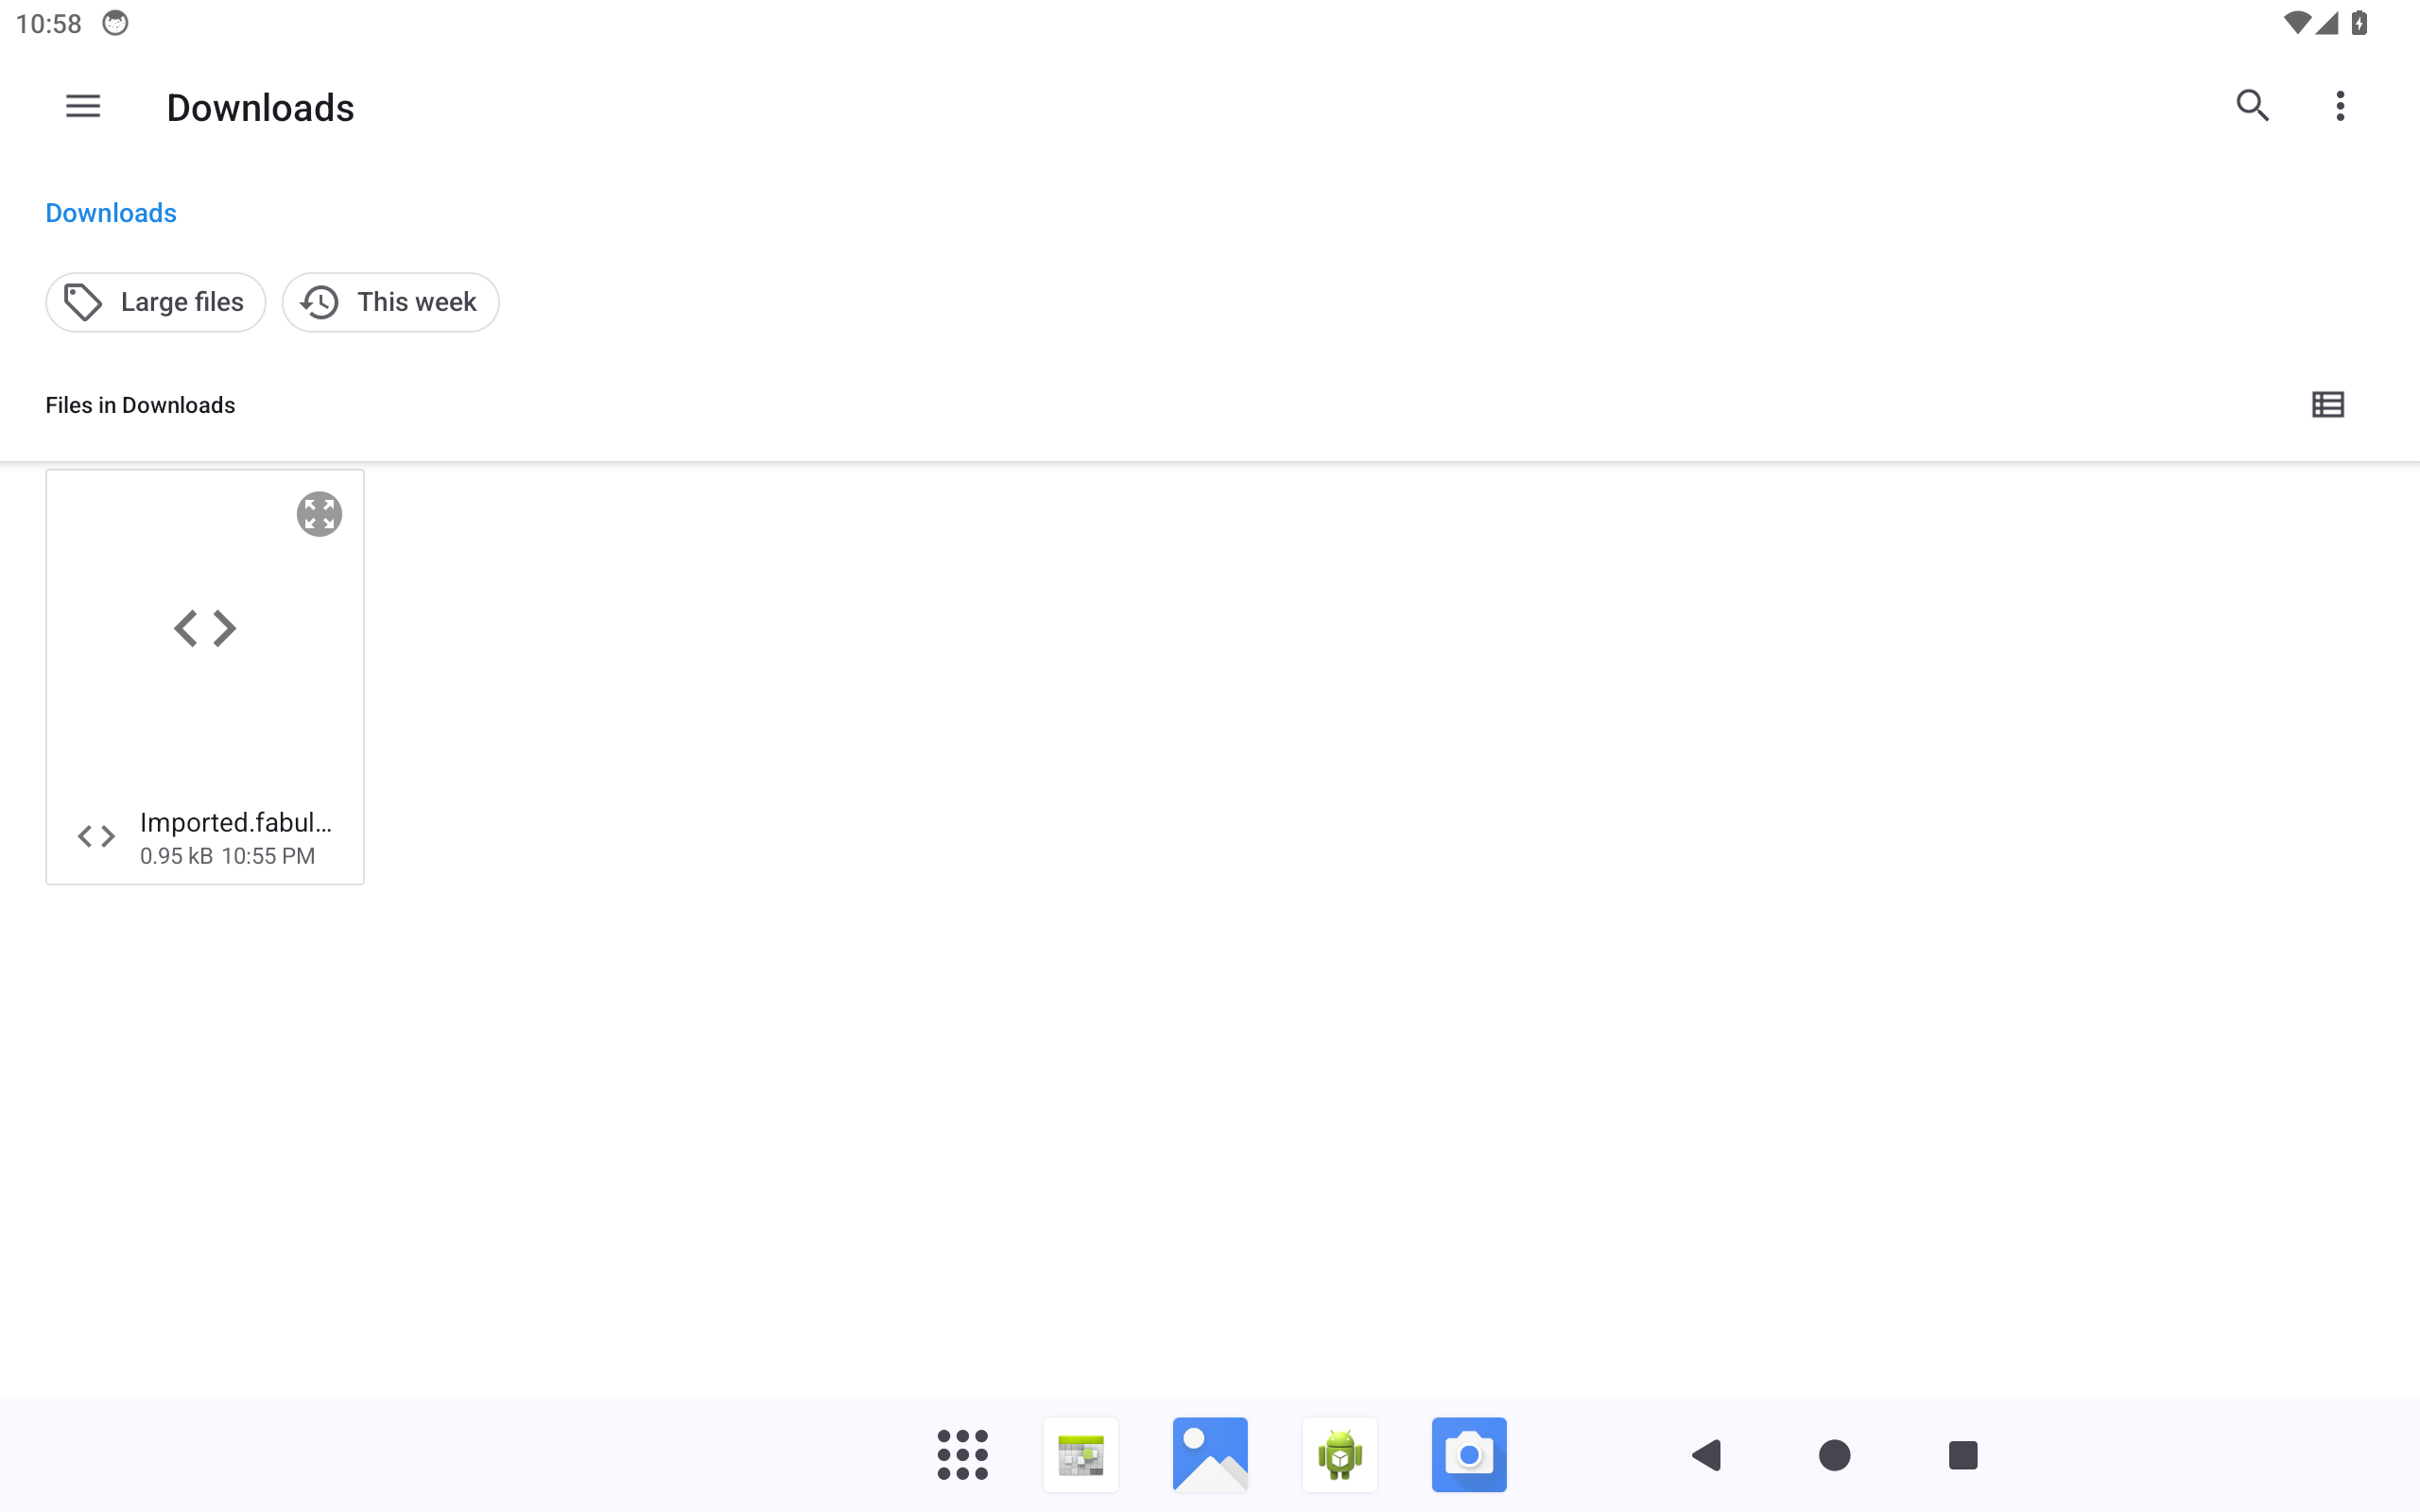 10:58
Downloads
Downloads
Large files
This week
Files in Downloads
Imported.fabul...
0.95 kB 10:55 PM